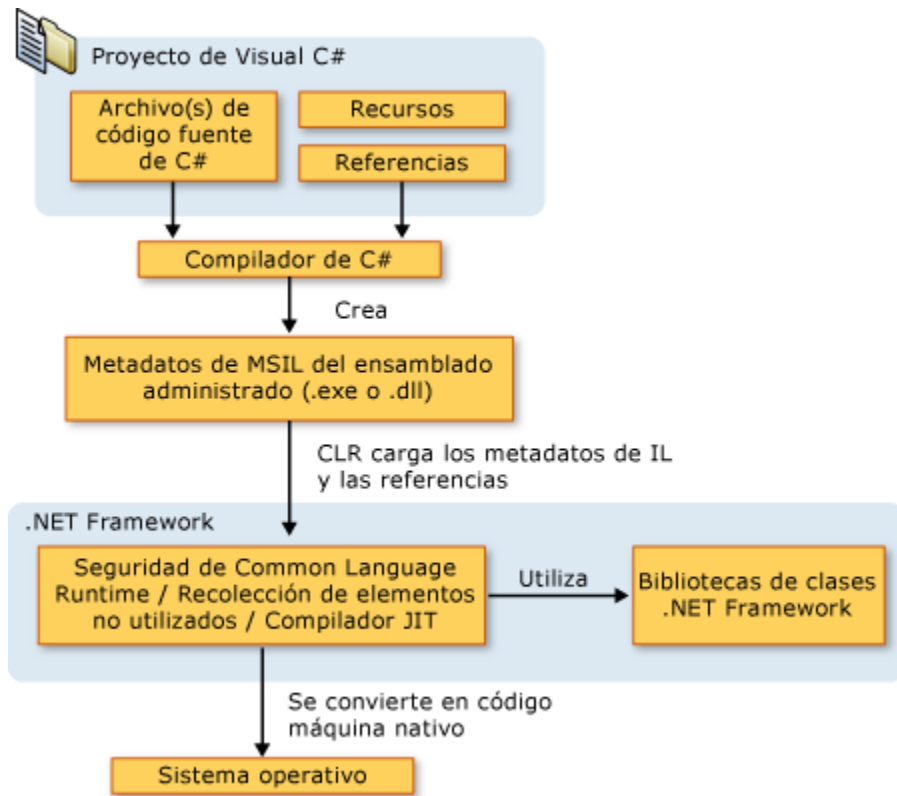 Proyecto de Visual C#
Archivo(s) de
código fuente
de C#
Recursos
Referencias
Compilador de C#
Crea
Metadatos de MSIL del ensamblado
administrado (.exe o .dll)
CLR carga los metadatos de IL
y las referencias
.NET Framework
Seguridad de Common Language
Runtime / Recolección de elementos
no utilizados / Compilador JIT
Utiliza
Bibliotecas de clases
.NET Framework
Se convierte en código
máquina nativo
Sistema operativo